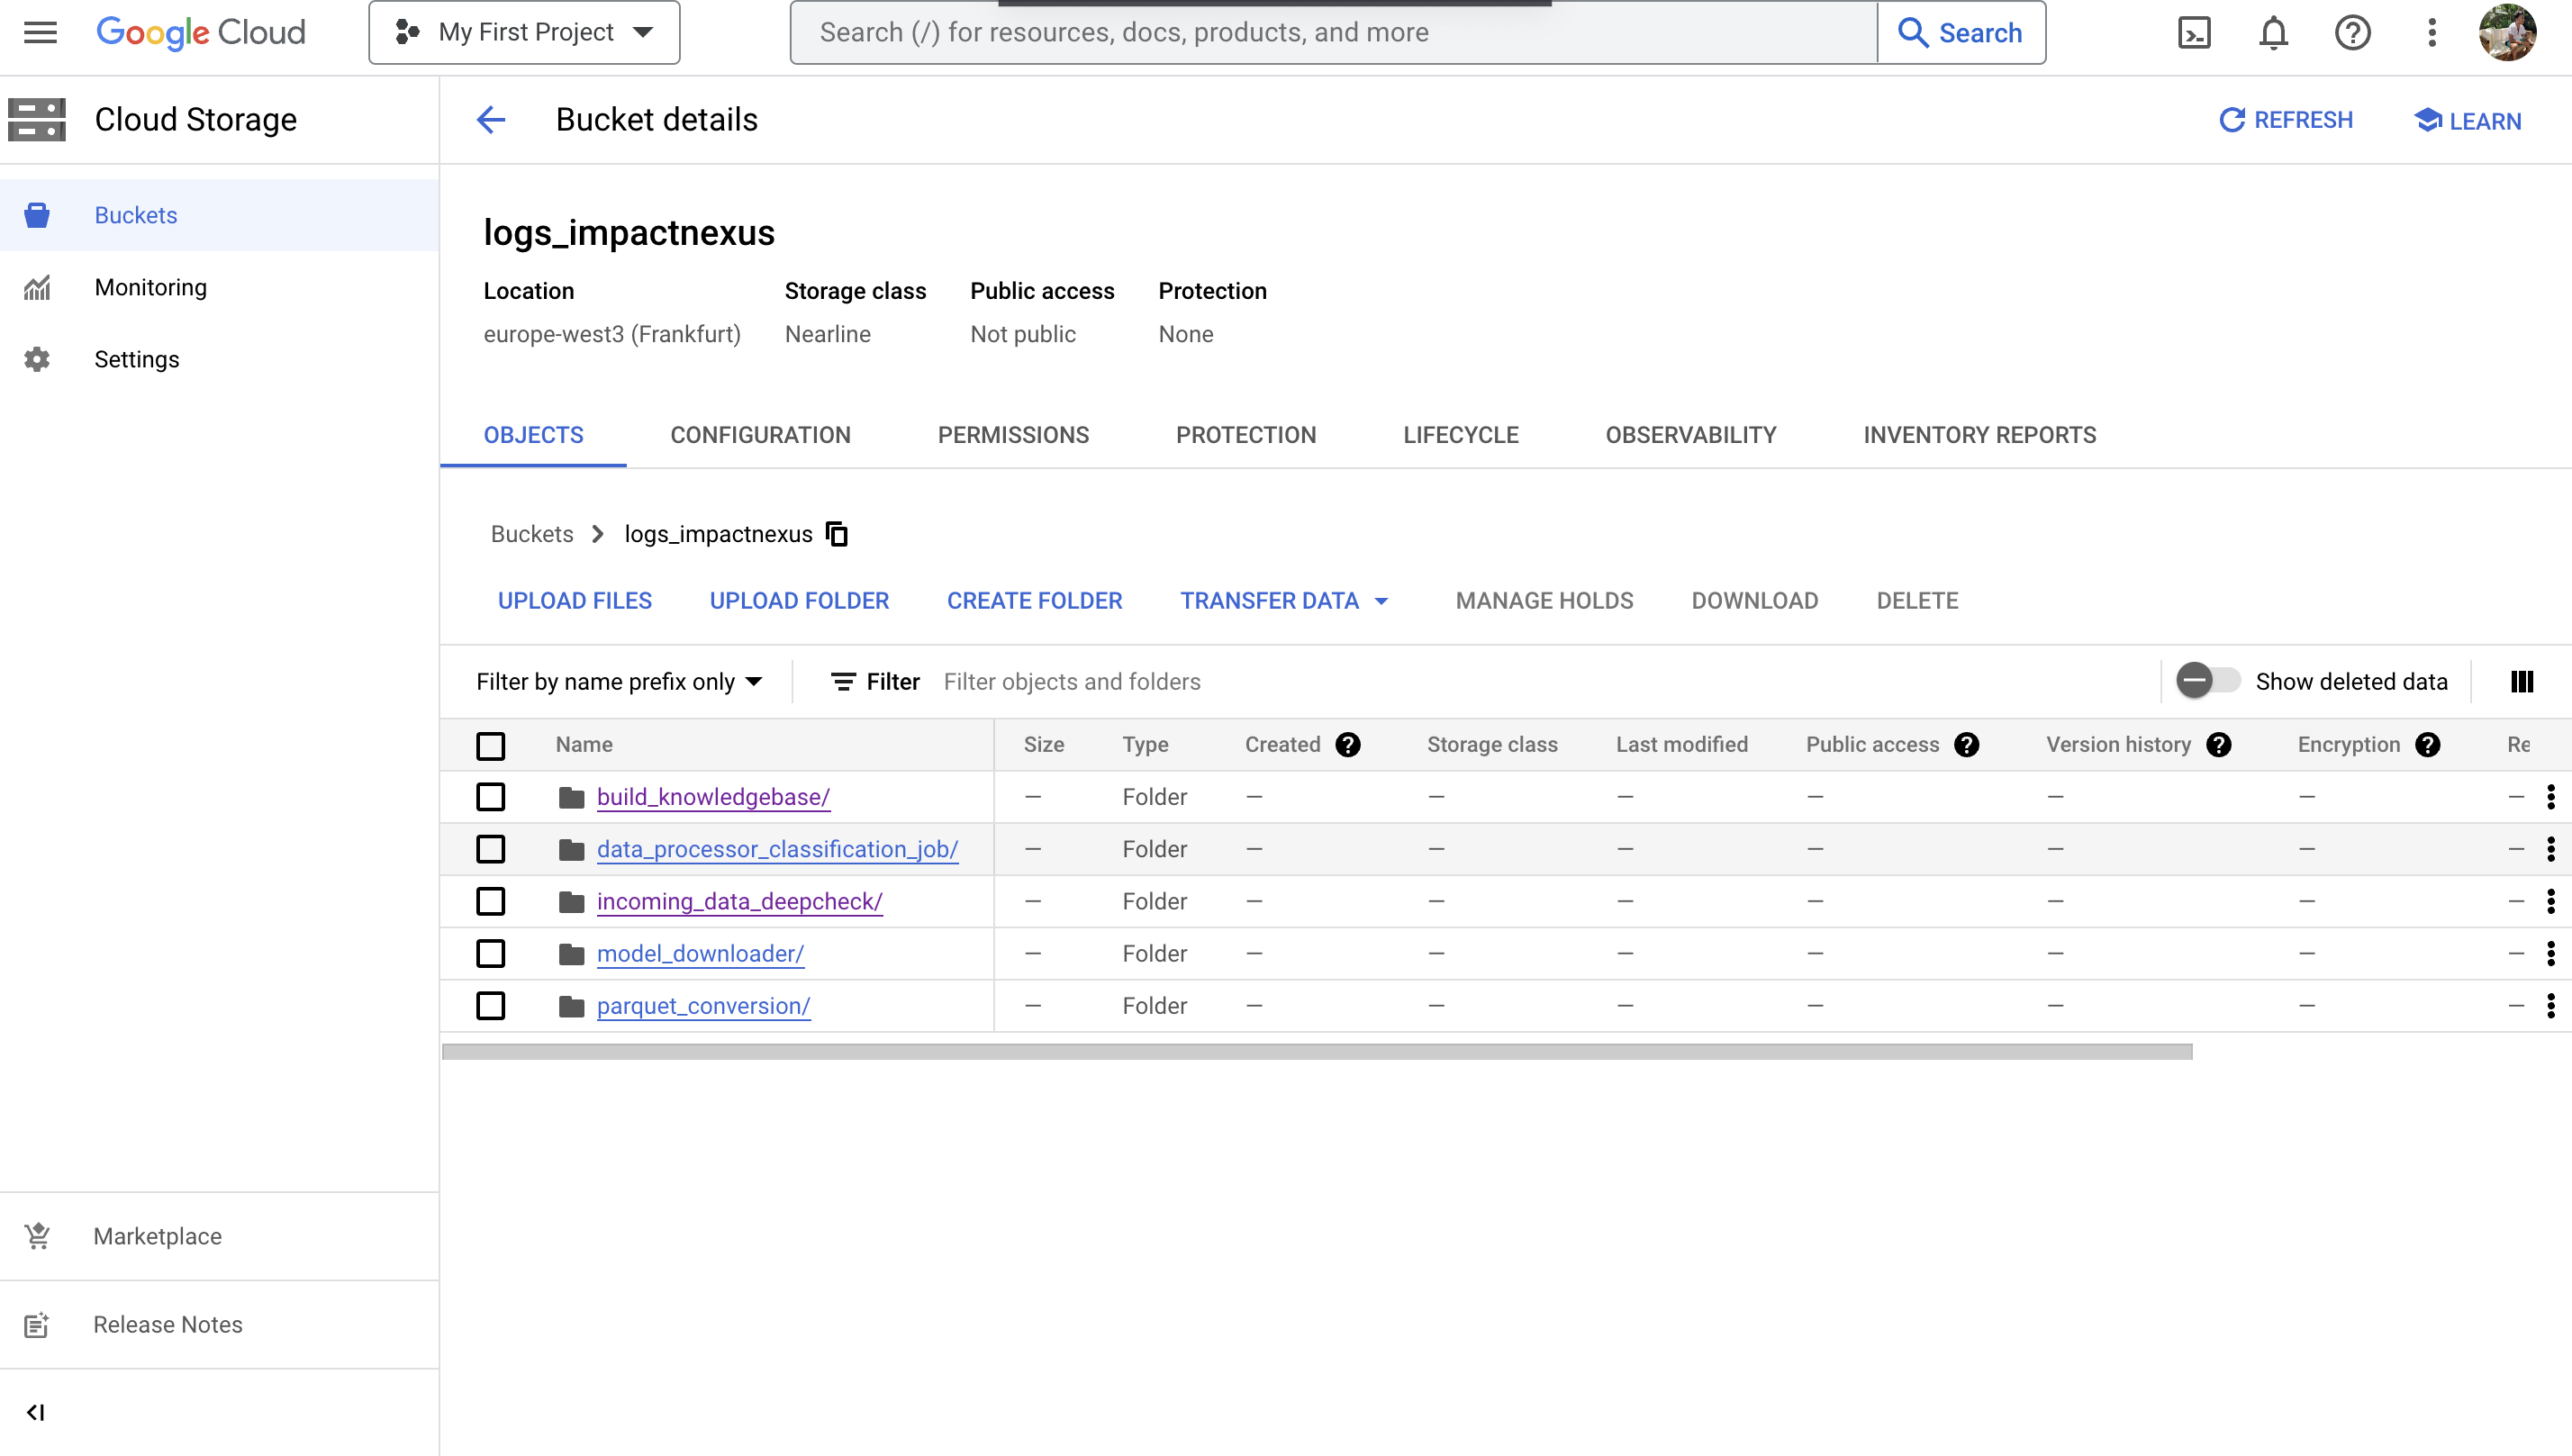 Google Cloud My First Project Search (/) for resources, docs, products, and more Search
Cloud Storage
Buckets
Monitoring
Settings
Marketplace
Release Notes
Bucket details REFRESH LEARN
logs_impactnexus
Location Storage class Public access Protection
europe-west3 (Frankfurt) Nearline Not public None
OBJECTS CONFIGURATION PERMISSIONS PROTECTION LIFECYCLE OBSERVABILITY INVENTORY REPORTS
Buckets > logs_impactnexus
UPLOAD FILES UPLOAD FOLDER CREATE FOLDER TRANSFER DATA MANAGE HOLDS DOWNLOAD DELETE
Filter by name prefix only Filter Filter objects and folders Show deleted data
Name Size Type Created ? Storage class Last modified Public access ? Version history ? Encryption ? Re
build_knowledgebase/ — Folder — — — — — — —
data_processor_classification_job/ — Folder — — — — — — —
incoming_data_deepcheck/ — Folder — — — — — — —
model_downloader/ — Folder — — — — — — —
parquet_conversion/ — Folder — — — — — — —